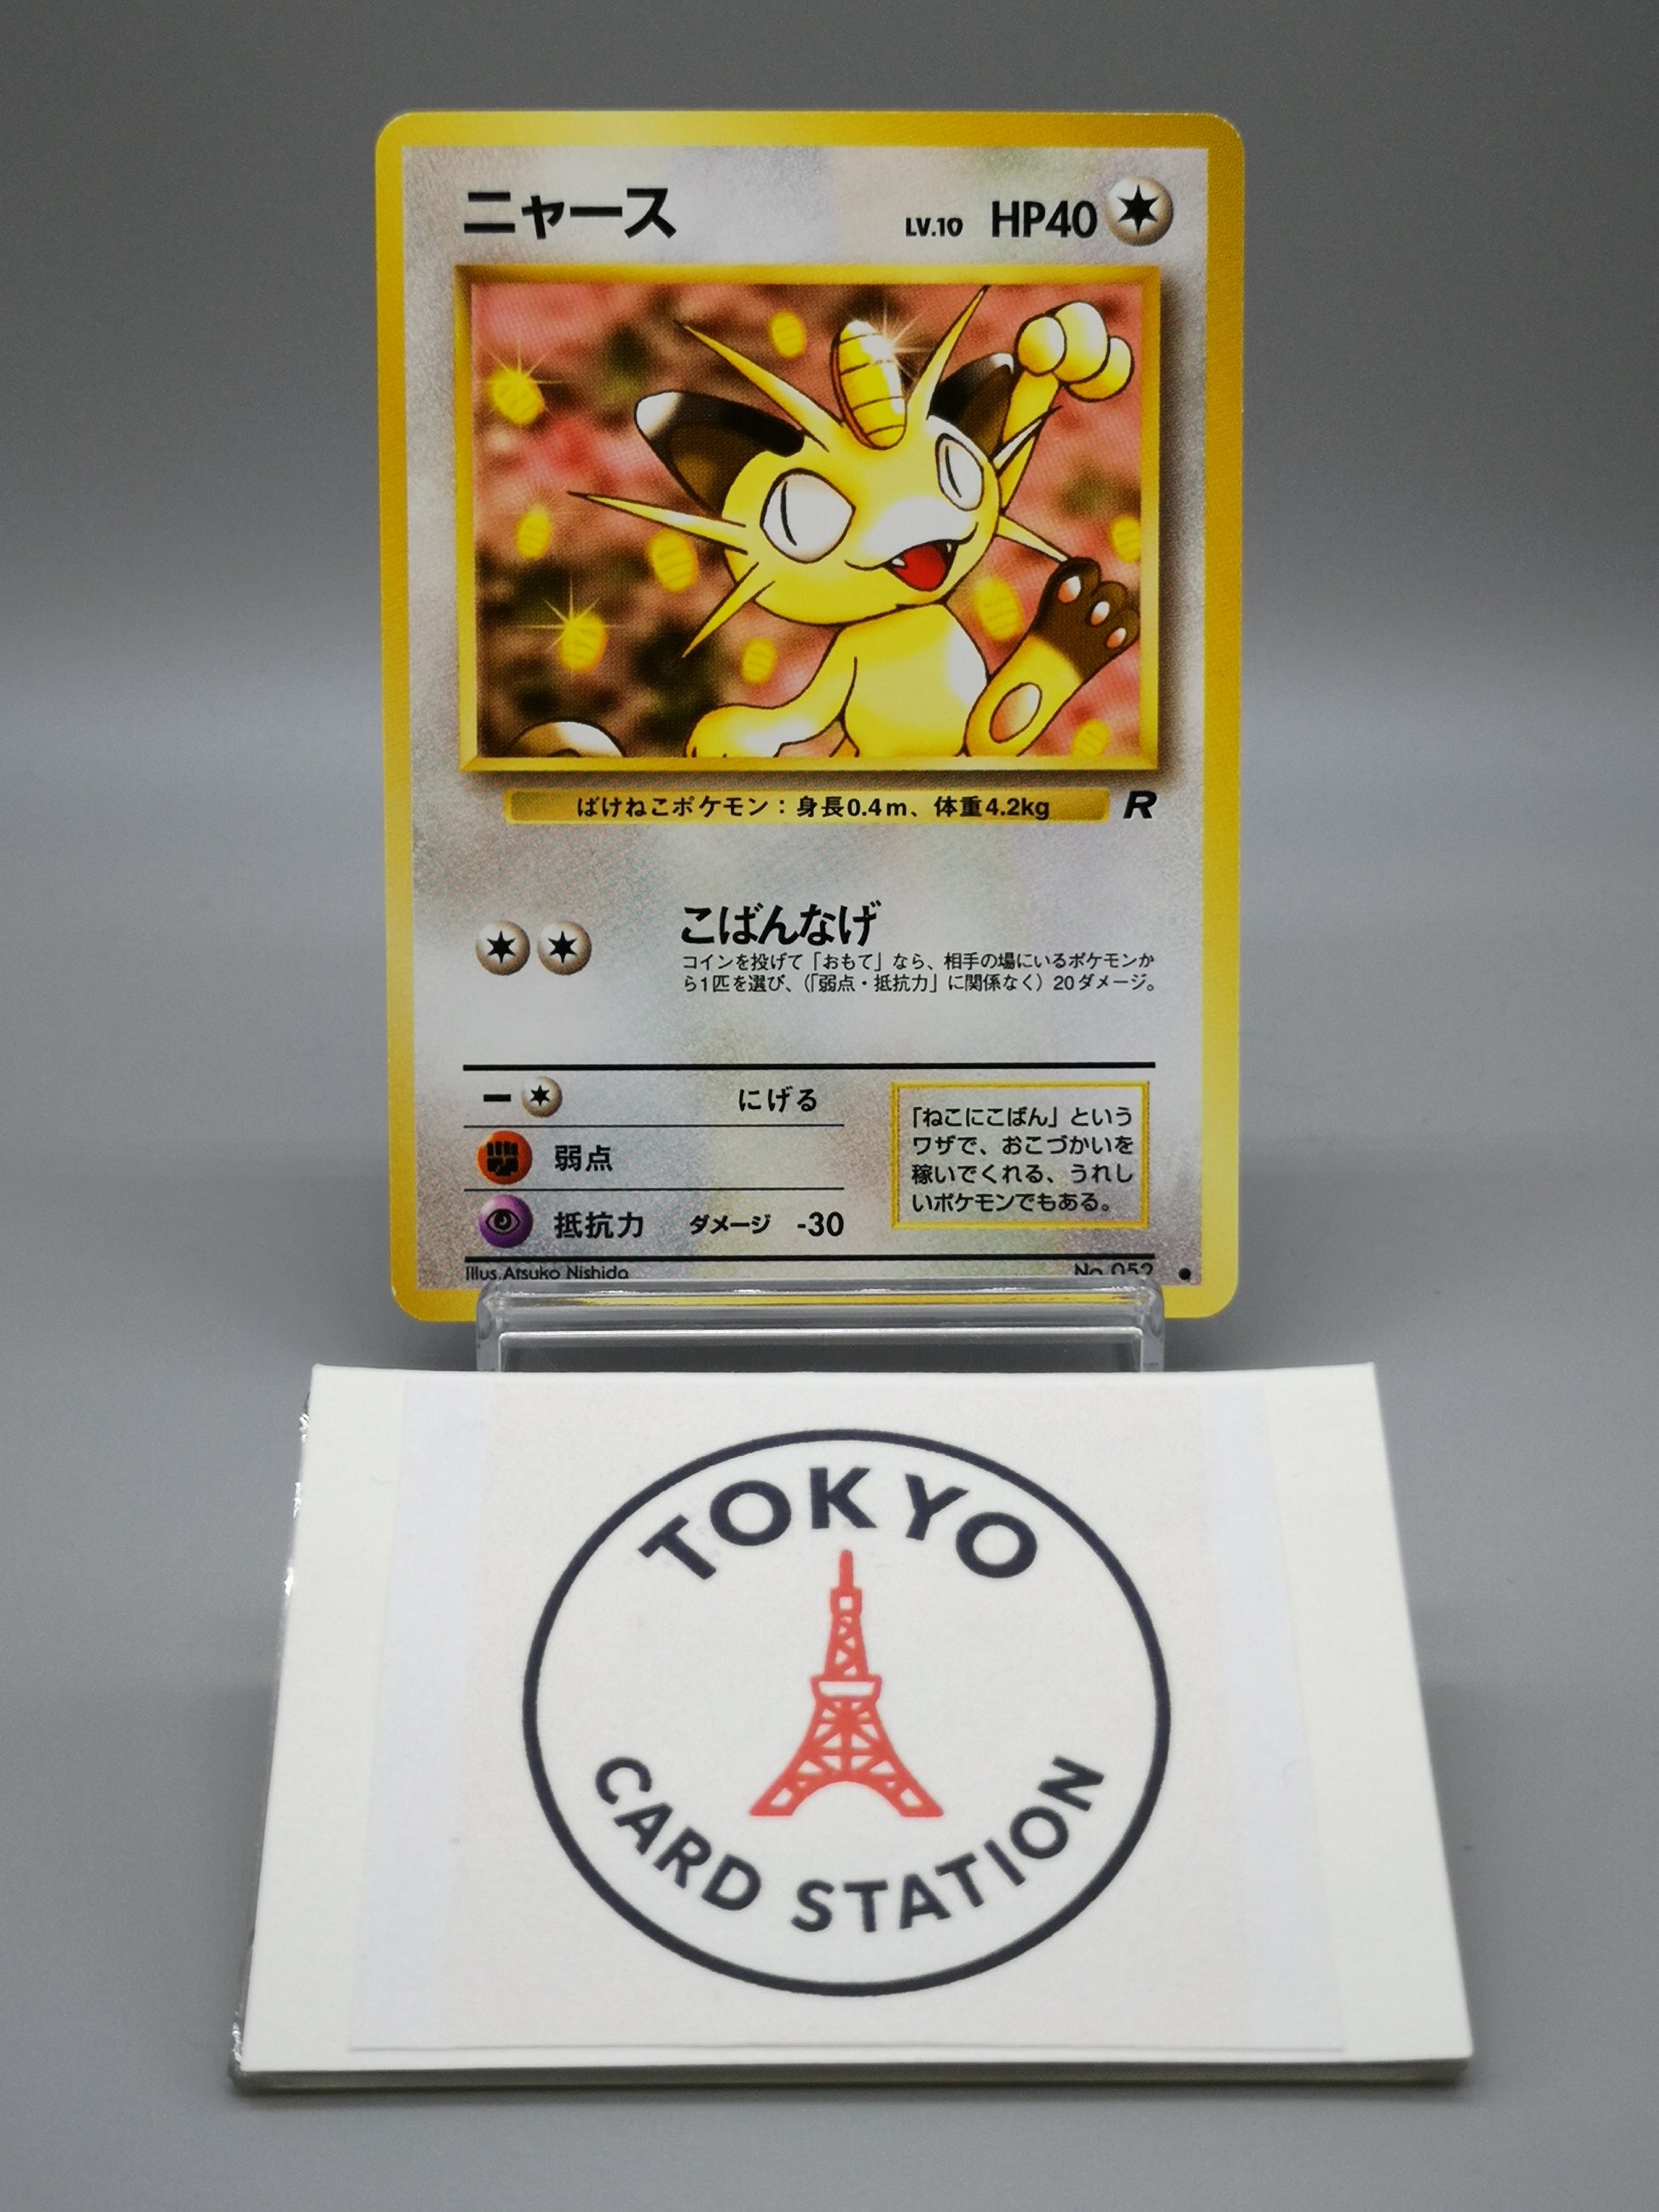 ニャース
LV.10 HP40
ばけねこポケモン：身長0.4m、体重4.2kg
R
こばんなげ
コインを投げて「おもて」なら、相手の場にいるポケモンか
ら1匹を選び、（「弱点・抵抗力」に関係なく）20ダメージ。
にげる
弱点
抵抗力 ダメージ -30
「ねこにこばん」という
ワザで、おこづかいを
稼いでくれる、うれし
いポケモンでもある。
Illus.Atsuko Nishida
No.052
TOKYO
CARD STATION